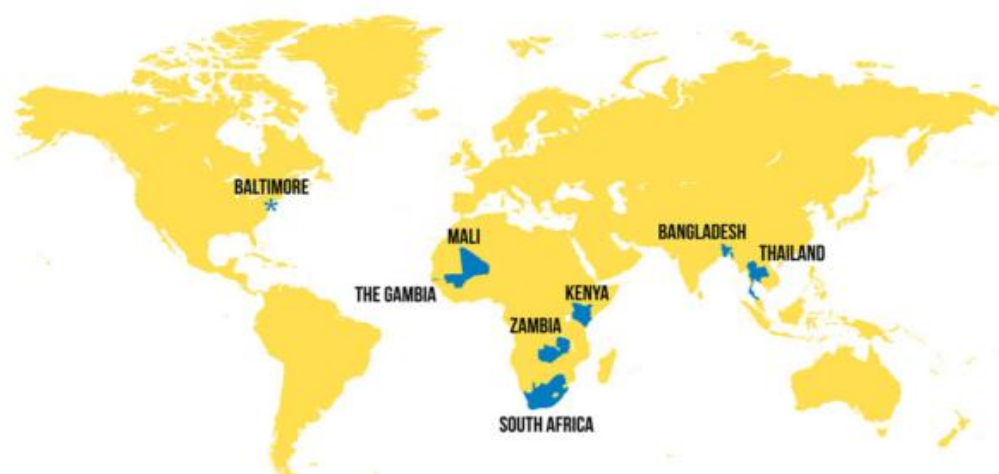 BALTIMORE
*
MALI
BANGLADESH
THAILAND
THE GAMBIA
KENYA
ZAMBIA
SOUTH AFRICA